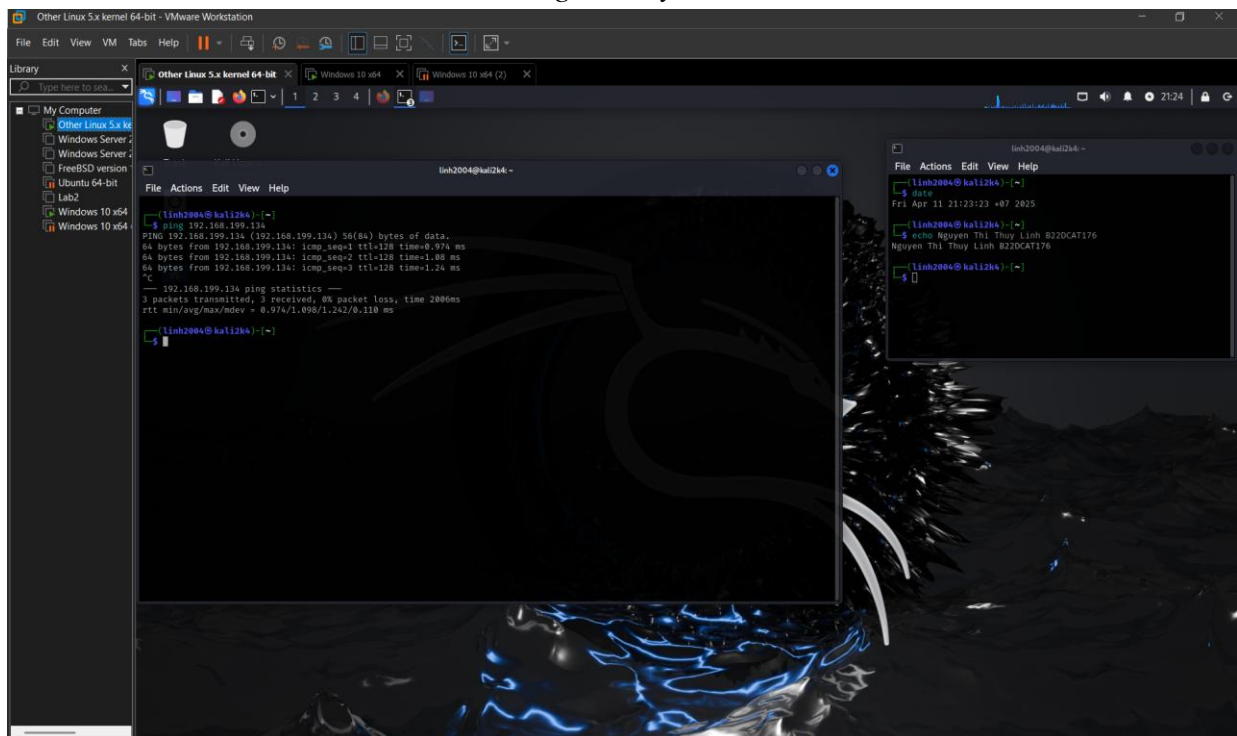 Other Linux 5.x kernel 64-bit - VMware Workstation
File Edit View VM Tabs Help
Library
Type here to sea...
My Computer
Other Linux 5.x ke
Windows Server 2
Windows Server 2
FreeBSD version
Ubuntu 64-bit
Lab2
Windows 10 x64
Windows 10 x64
Other Linux 5.x kernel 64-bit
Windows 10 x64
Windows 10 x64 (2)
1 2 3 4
21:24
linh2004@kali2k4: ~
File Actions Edit View Help
(linh2004㉿kali2k4)-[~]
$ ping 192.168.199.134
PING 192.168.199.134 (192.168.199.134) 56(84) bytes of data.
64 bytes from 192.168.199.134: icmp_seq=1 ttl=128 time=0.974 ms
64 bytes from 192.168.199.134: icmp_seq=2 ttl=128 time=1.08 ms
64 bytes from 192.168.199.134: icmp_seq=3 ttl=128 time=1.24 ms
^C
— 192.168.199.134 ping statistics —
3 packets transmitted, 3 received, 0% packet loss, time 2006ms
rtt min/avg/max/mdev = 0.974/1.098/1.242/0.110 ms
(linh2004㉿kali2k4)-[~]
$
linh2004@kali2k4: ~
File Actions Edit View Help
(linh2004㉿kali2k4)-[~]
$ date
Fri Apr 11 21:23:23 +07 2025
(linh2004㉿kali2k4)-[~]
$ echo Nguyen Thi Thuy Linh B22DCAT176
Nguyen Thi Thuy Linh B22DCAT176
(linh2004㉿kali2k4)-[~]
$